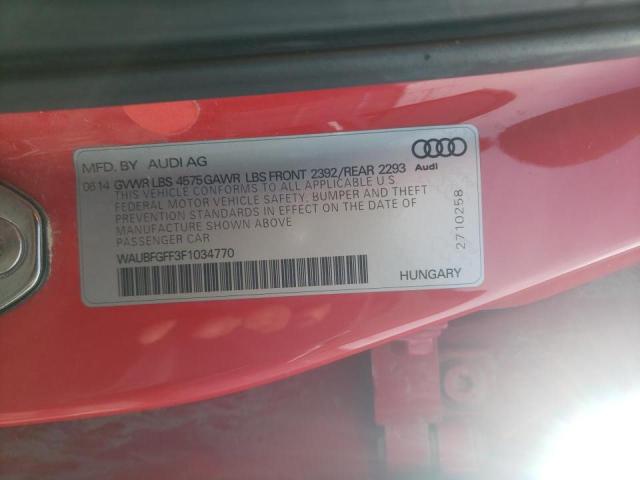 MFD. BY AUDI AG
Audi
06 14 GVWR LBS 4575 GAWR LBS FRONT 2392/REAR 2293
THIS VEHICLE CONFORMS TO ALL APPLICABLE U S
FEDERAL MOTOR VEHICLE SAFETY, BUMPER AND THEFT
PREVENTION STANDARDS IN EFFECT ON THE DATE OF
MANUFACTURE SHOWN ABOVE
PASSENGER CAR
WAUBFGFF3F1034770
HUNGARY
2710258